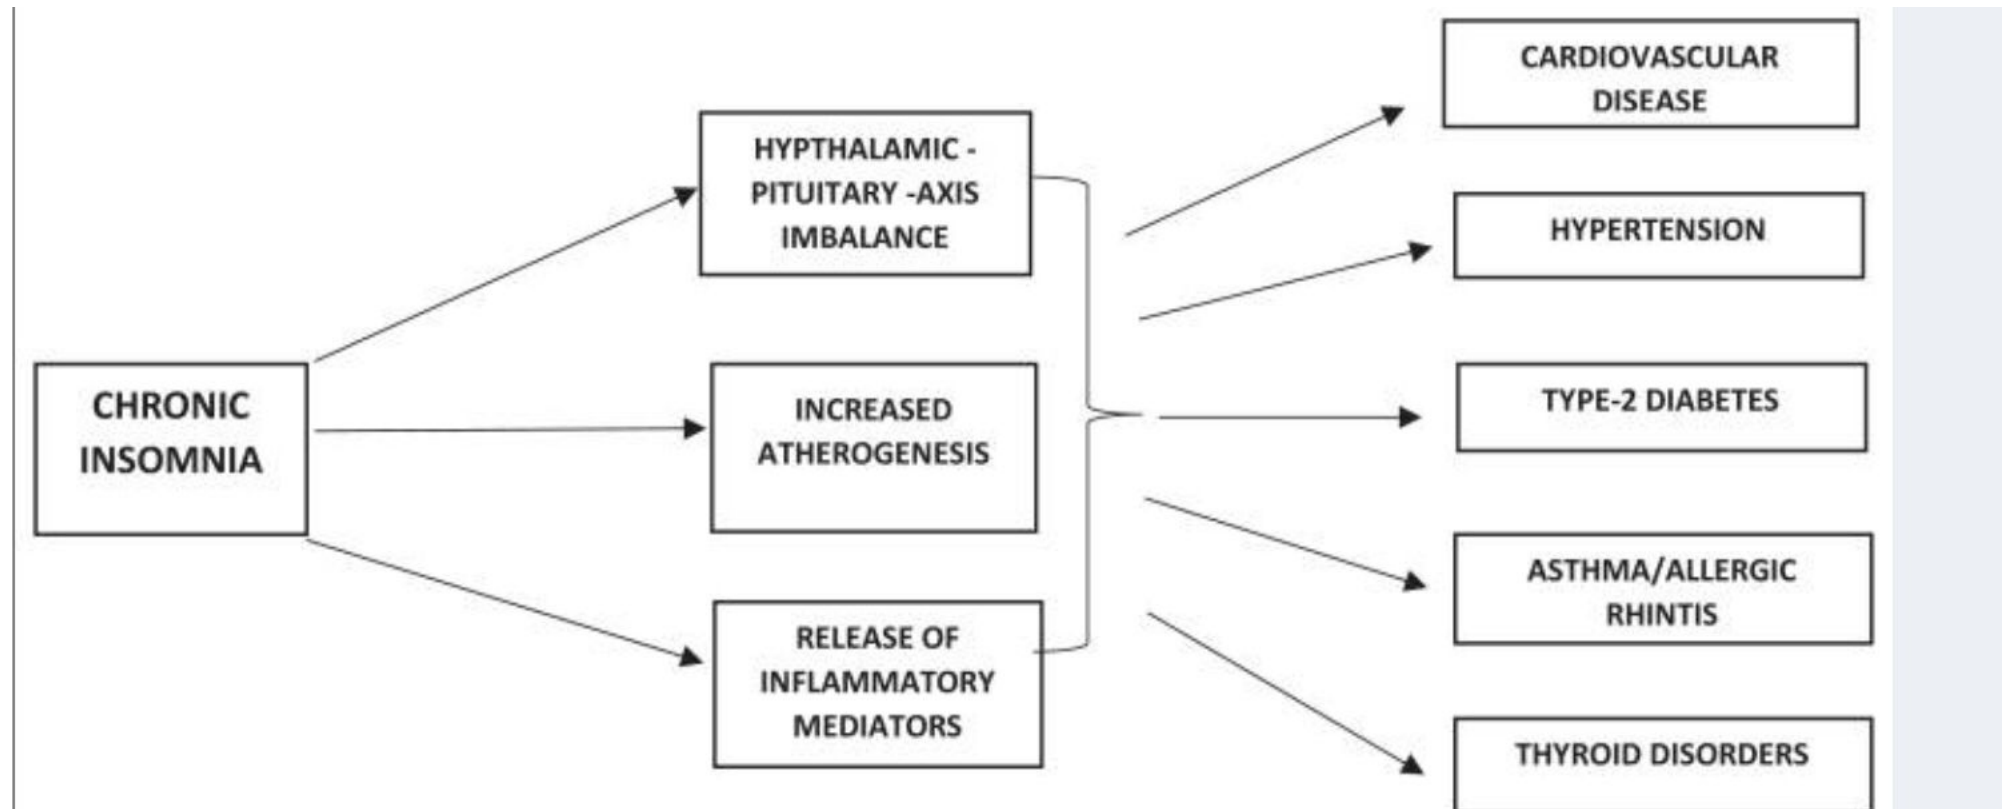 CHRONIC
INSOMNIA
HYPTHALAMIC -
PITUITARY -AXIS
IMBALANCE
INCREASED
ATHEROGENESIS
RELEASE OF
INFLAMMATORY
MEDIATORS
CARDIOVASCULAR
DISEASE
HYPERTENSION
TYPE-2 DIABETES
ASTHMA/ALLERGIC
RHINTIS
THYROID DISORDERS